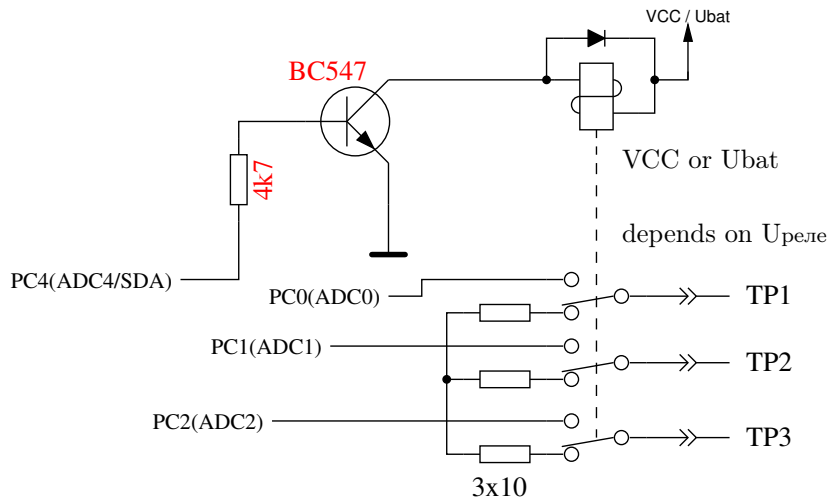 VCC / Ubat
BC547
4k7
VCC or Ubat
depends on Uреле
PC4(ADC4/SDA)
PC0(ADC0)
TP1
PC1(ADC1)
TP2
PC2(ADC2)
TP3
3x10